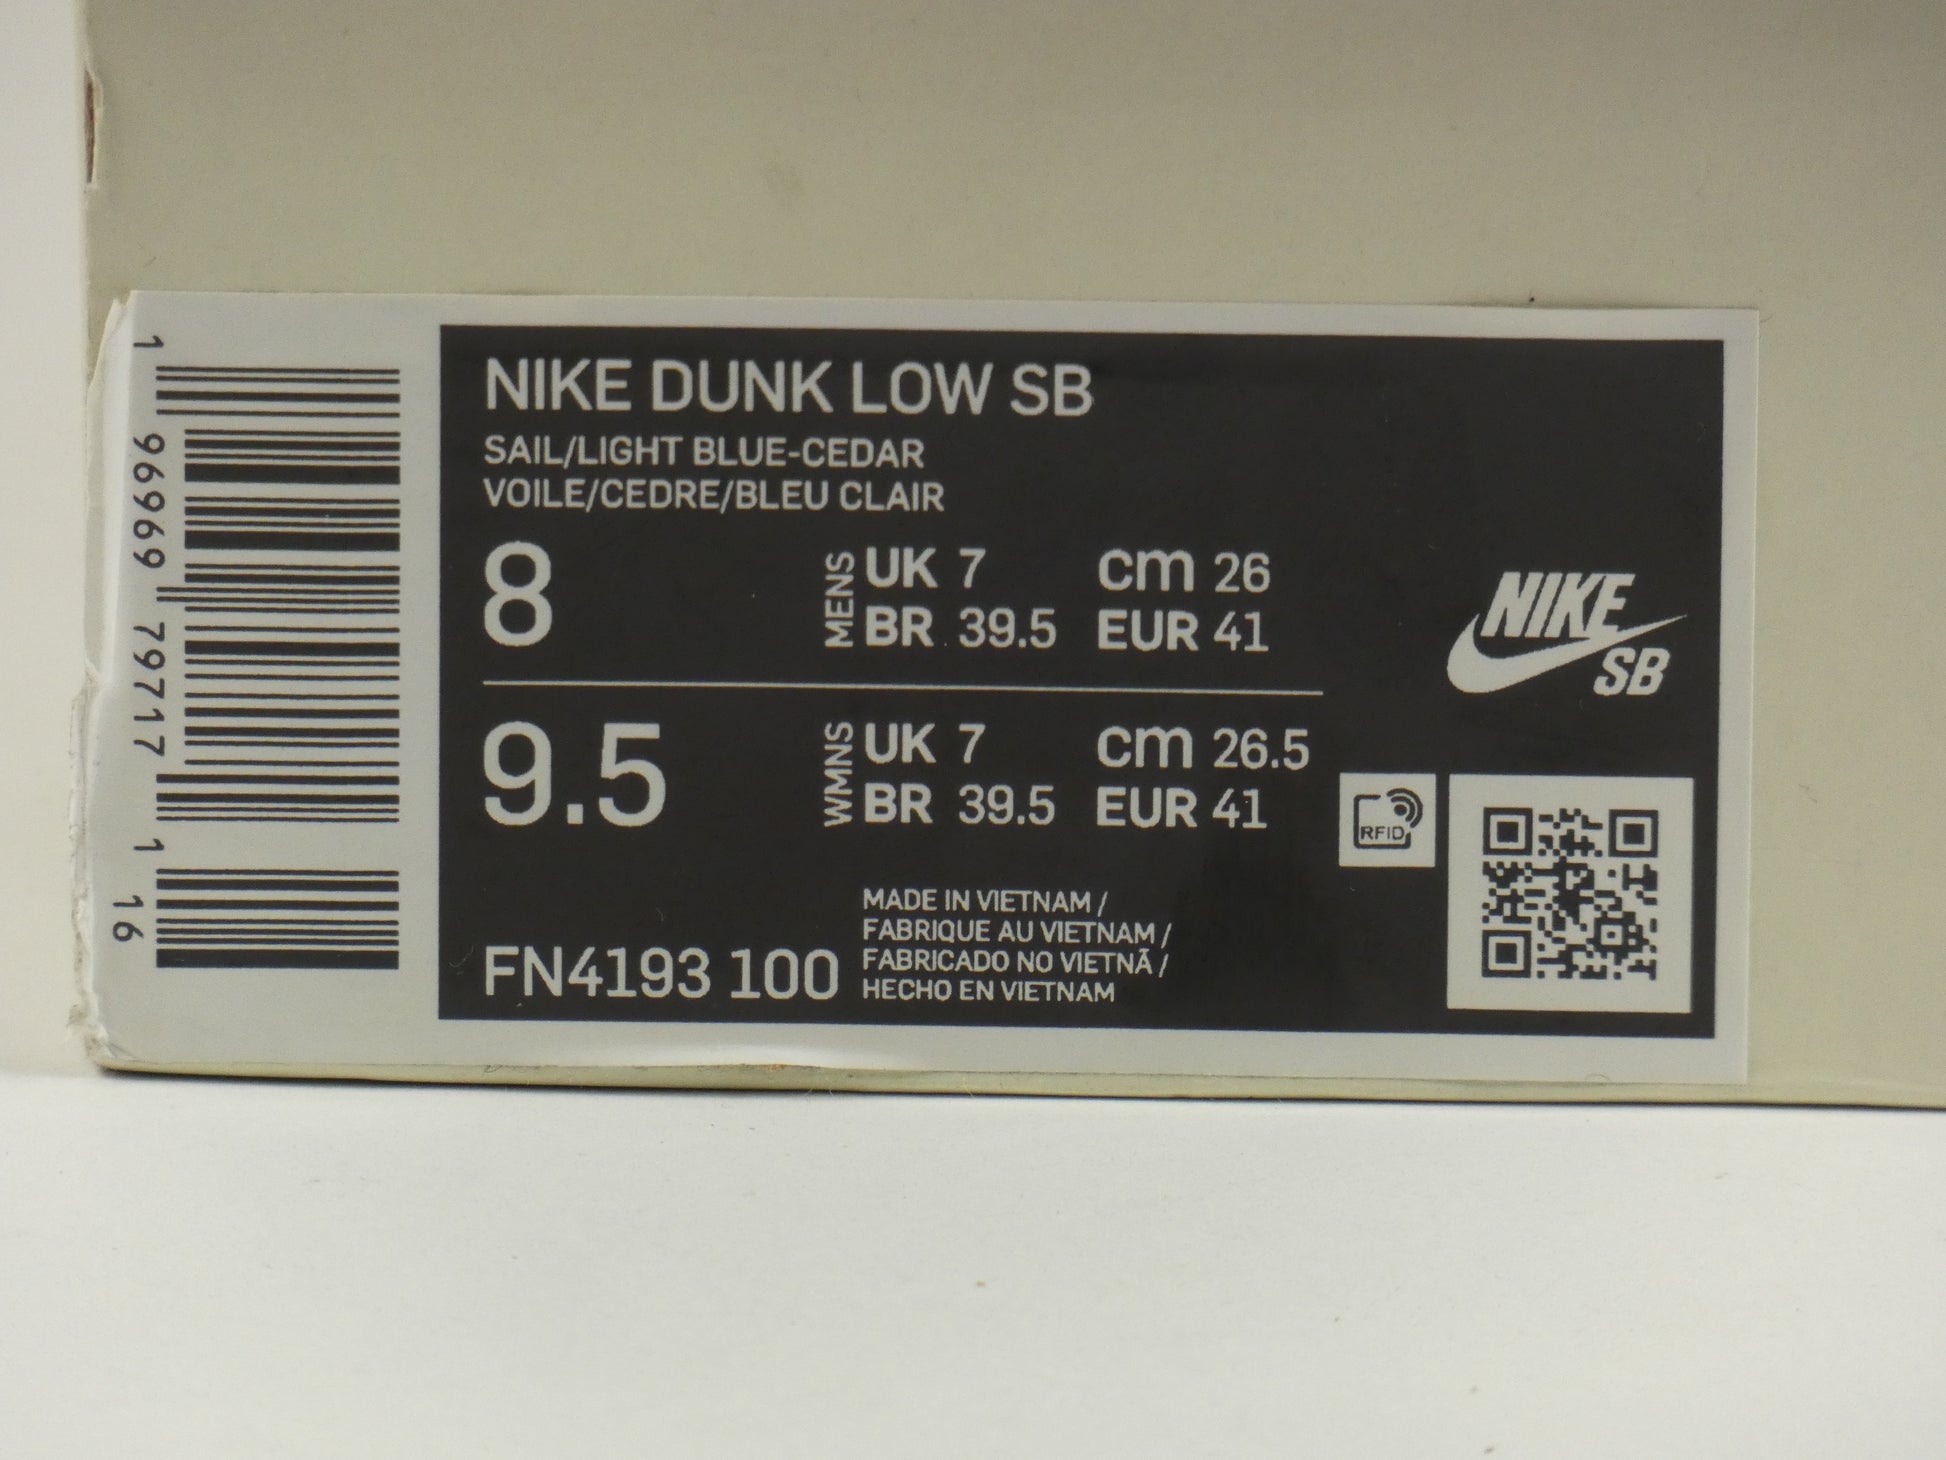 1 96969 79717 1 16
NIKE DUNK LOW SB
SAIL/LIGHT BLUE-CEDAR
VOILE/CEDRE/BLEU CLAIR
8 MENS UK 7 cm 26
BR 39.5 EUR 41
9.5 WMNS UK 7 cm 26.5
BR 39.5 EUR 41
NIKE
SB
RFID
MADE IN VIETNAM /
FABRIQUE AU VIETNAM /
FABRICADO NO VIETNÃ /
HECHO EN VIETNAM
FN4193 100